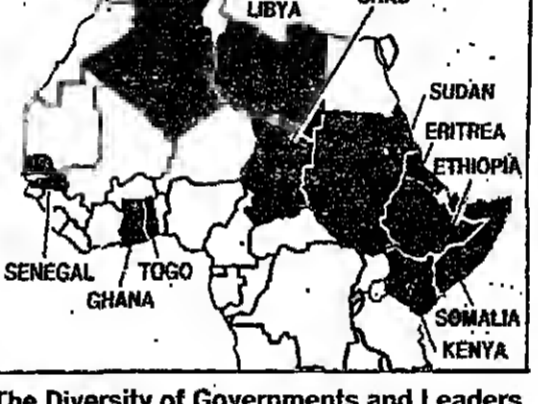 LIBYA
SUDAN
ERITREA
ETHIOPIA
SENEGAL
TOGO
GHANA
SOMALIA
KENYA
The Diversity of Governments and Leaders